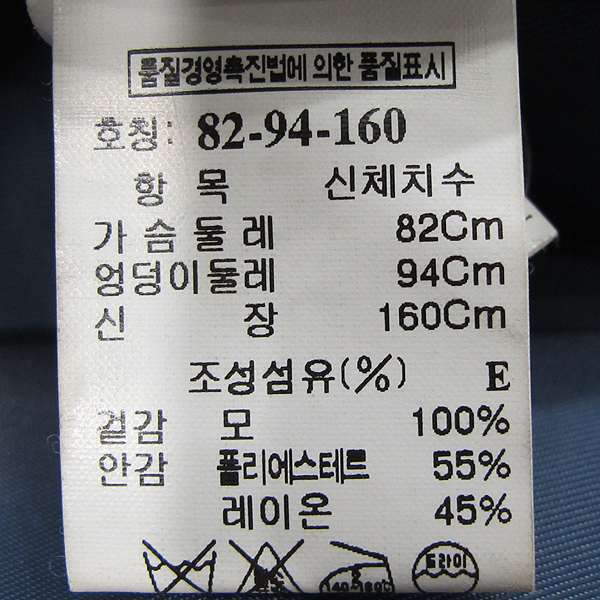 품질경영촉진법에 의한 품질표시
호칭: 82-94-160
항 목 신체치수
가슴둘레 82Cm
엉덩이둘레 94Cm
신 장 160Cm
조성섬유(%) E
겉감 모 100%
안감 폴리에스테르 55%
레이온 45%
드라이